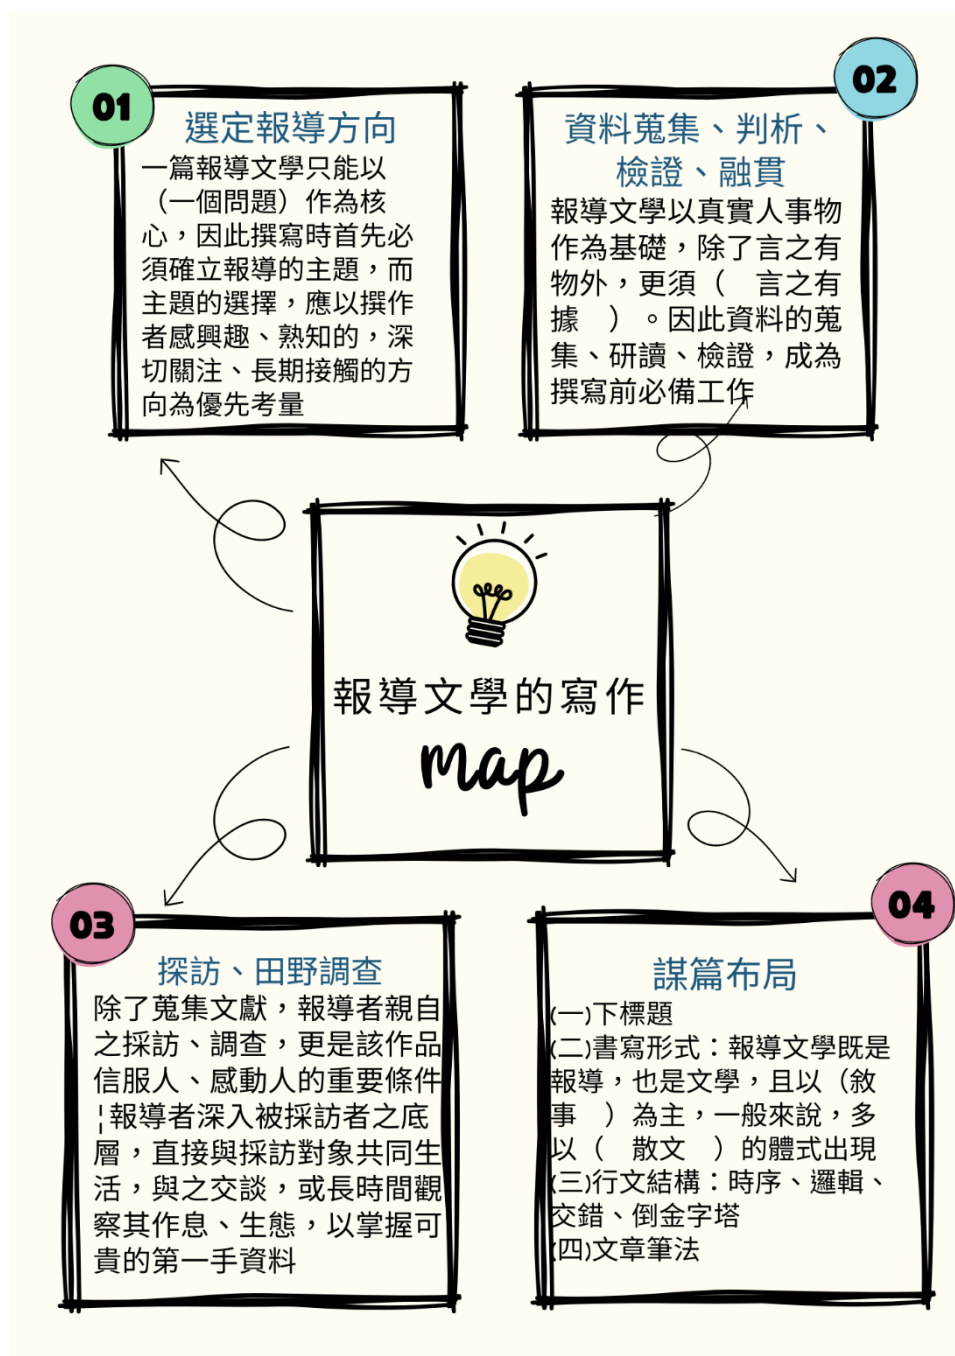 01
選定報導方向
一篇報導文學只能以
（一個問題）作為核
心，因此撰寫時首先必
須確立報導的主題，而
主題的選擇，應以撰作
者感興趣、熟知的，深
切關注、長期接觸的方
向為優先考量
02
資料蒐集、判析、
檢證、融貫
報導文學以真實人事物
作為基礎，除了言之有
物外，更須（　言之有
據　）。因此資料的蒐
集、研讀、檢證，成為
撰寫前必備工作
報導文學的寫作
map
03
探訪、田野調查
除了蒐集文獻，報導者親自
之採訪、調查，更是該作品
信服人、感動人的重要條件
¦報導者深入被採訪者之底
層，直接與採訪對象共同生
活，與之交談，或長時間觀
察其作息、生態，以掌握可
貴的第一手資料
04
謀篇布局
(一)下標題
(二)書寫形式：報導文學既是
報導，也是文學，且以（敘
事　）為主，一般來說，多
以（　散文　）的體式出現
(三)行文結構：時序、邏輯、
交錯、倒金字塔
(四)文章筆法